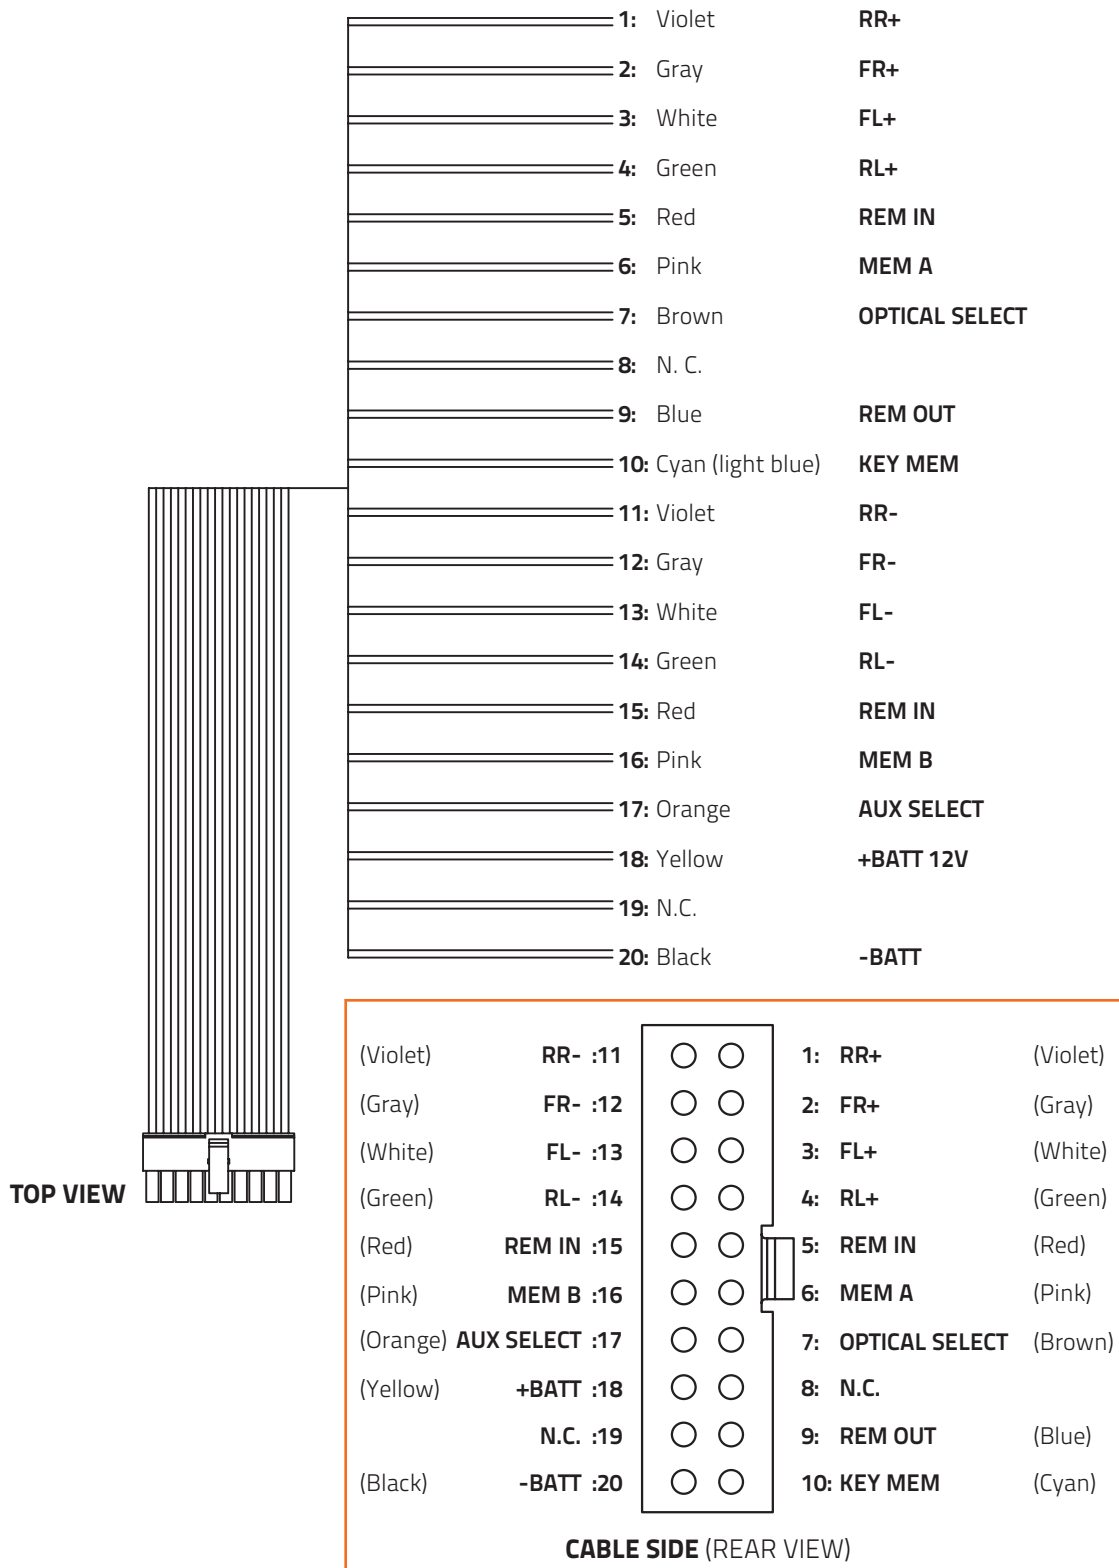 1: Violet RR+
2: Gray FR+
3: White FL+
4: Green RL+
5: Red REM IN
6: Pink MEM A
7: Brown OPTICAL SELECT
8: N. C.
9: Blue REM OUT
10: Cyan (light blue) KEY MEM
11: Violet RR-
12: Gray FR-
13: White FL-
14: Green RL-
15: Red REM IN
16: Pink MEM B
17: Orange AUX SELECT
18: Yellow +BATT 12V
19: N.C.
20: Black -BATT
TOP VIEW
(Violet) RR- :11 1: RR+ (Violet)
(Gray) FR- :12 2: FR+ (Gray)
(White) FL- :13 3: FL+ (White)
(Green) RL- :14 4: RL+ (Green)
(Red) REM IN :15 5: REM IN (Red)
(Pink) MEM B :16 6: MEM A (Pink)
(Orange) AUX SELECT :17 7: OPTICAL SELECT (Brown)
(Yellow) +BATT :18 8: N.C.
N.C. :19 9: REM OUT (Blue)
(Black) -BATT :20 10: KEY MEM (Cyan)
CABLE SIDE (REAR VIEW)